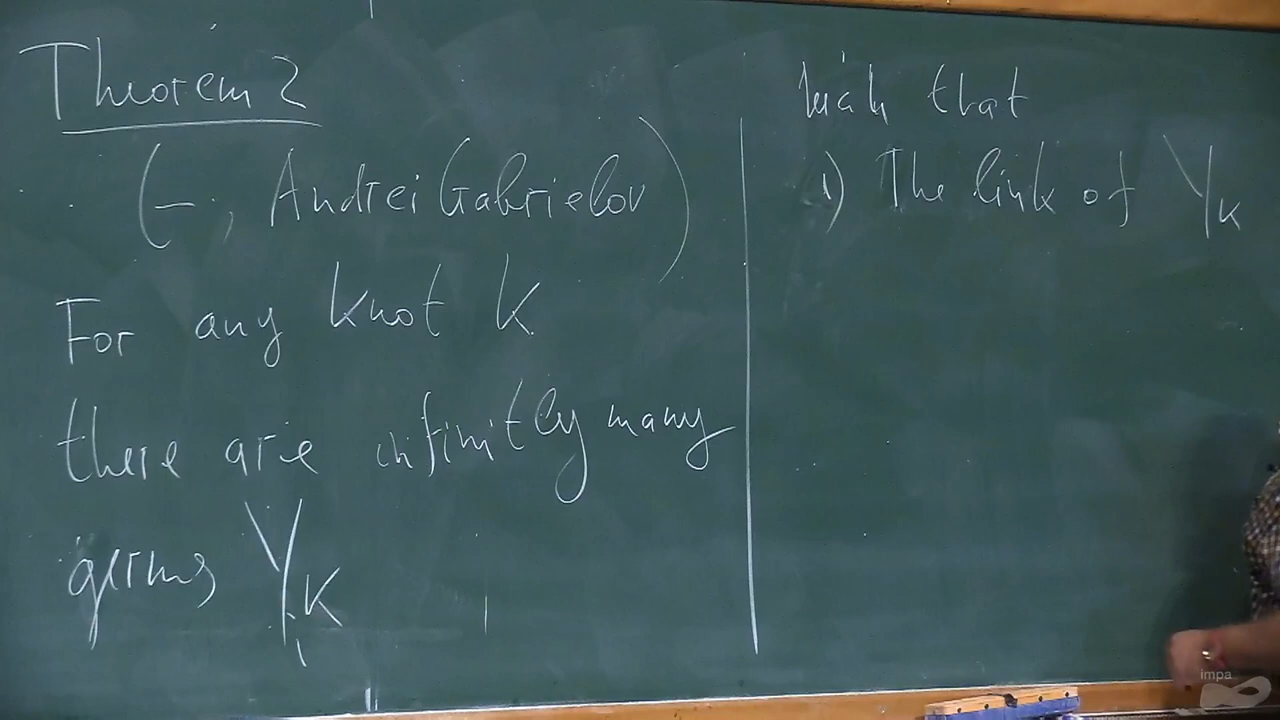 Theorem 2
(—, Andrei Gabrielov)
For any knot K
there are infinitly many
germs Y_K
such that
1) The link of Y_K
impa